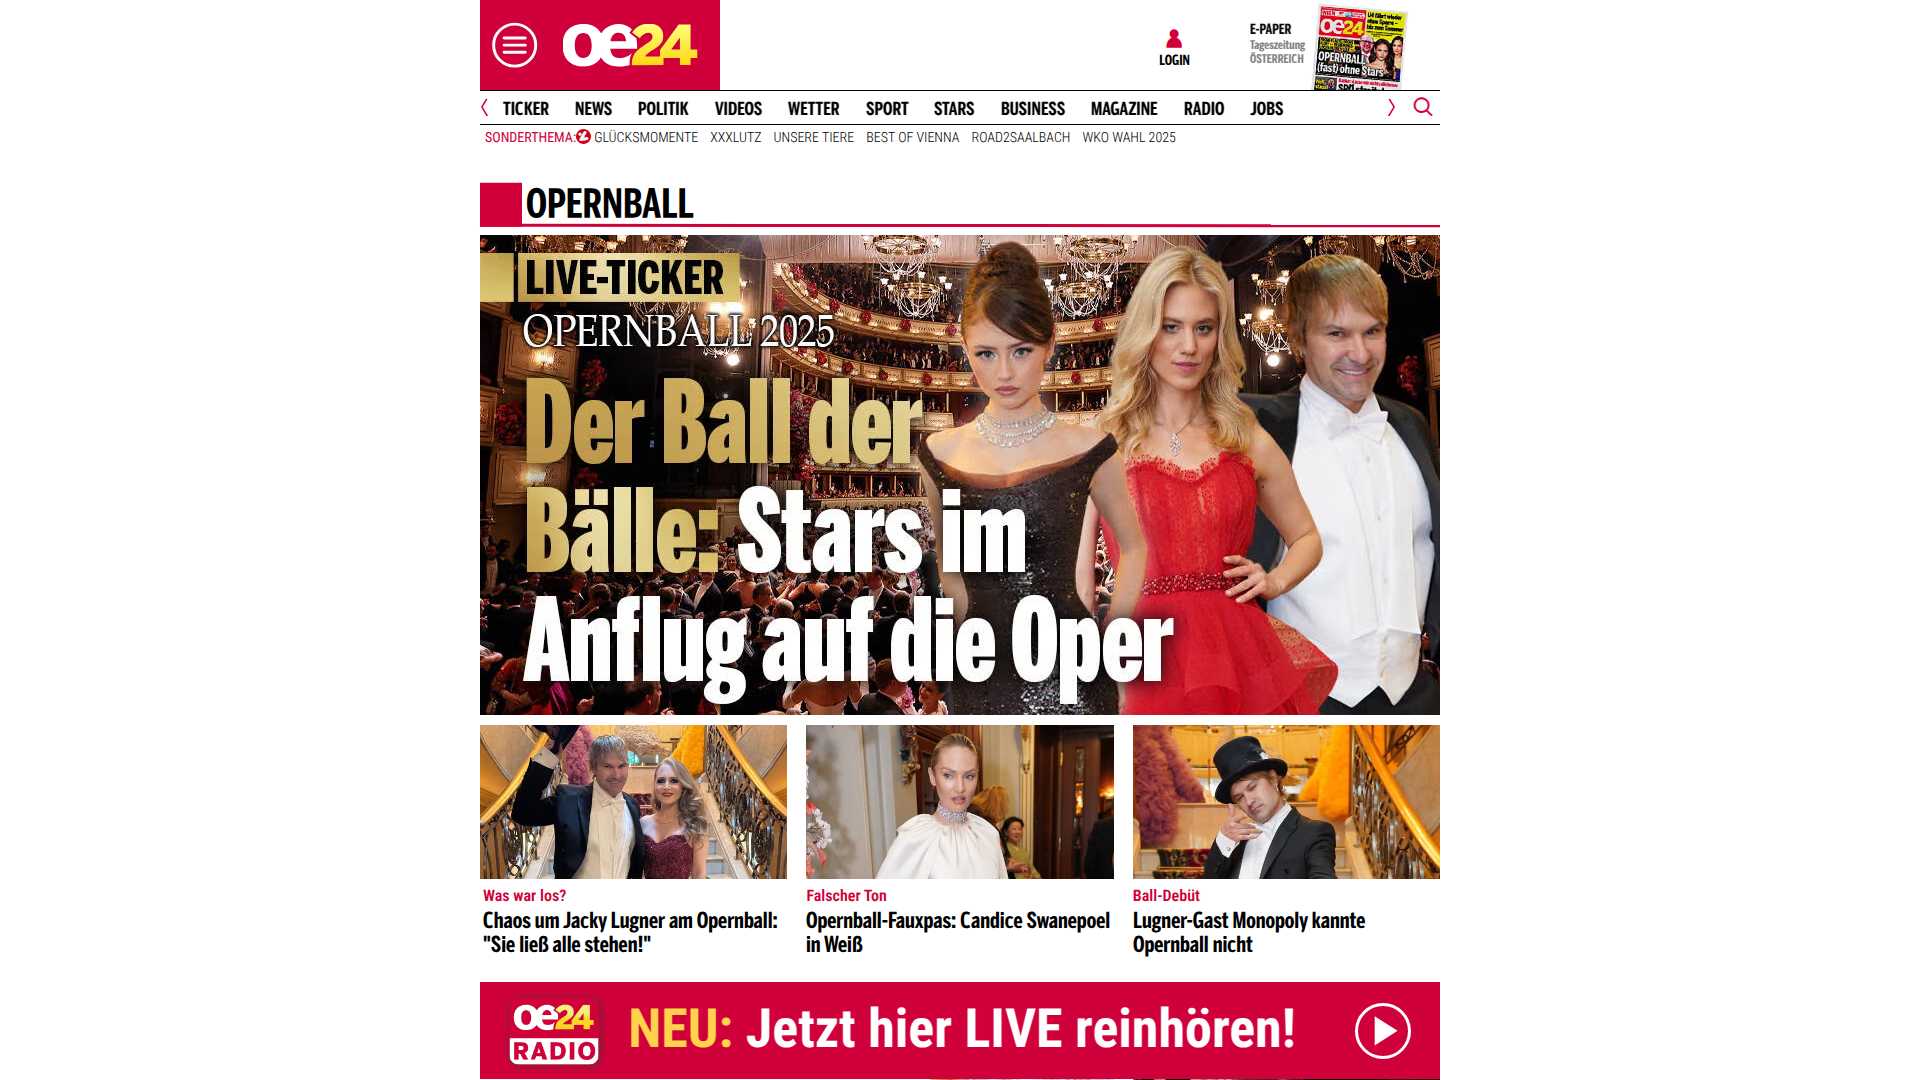 oe24
LOGIN
E-PAPER
Tageszeitung
ÖSTERREICH
oe24
OPERNBALL
(fast) ohne Stars
TICKER NEWS POLITIK VIDEOS WETTER SPORT STARS BUSINESS MAGAZINE RADIO JOBS
SONDERTHEMA: GLÜCKSMOMENTE XXXLUTZ UNSERE TIERE BEST OF VIENNA ROAD2SAALBACH WKO WAHL 2025
OPERNBALL
LIVE-TICKER
OPERNBALL 2025
Der Ball der
Bälle: Stars im
Anflug auf die Oper
Was war los?
Chaos um Jacky Lugner am Opernball:
"Sie ließ alle stehen!"
Falscher Ton
Opernball-Fauxpas: Candice Swanepoel
in Weiß
Ball-Debüt
Lugner-Gast Monopoly kannte
Opernball nicht
oe24
RADIO
NEU: Jetzt hier LIVE reinhören!